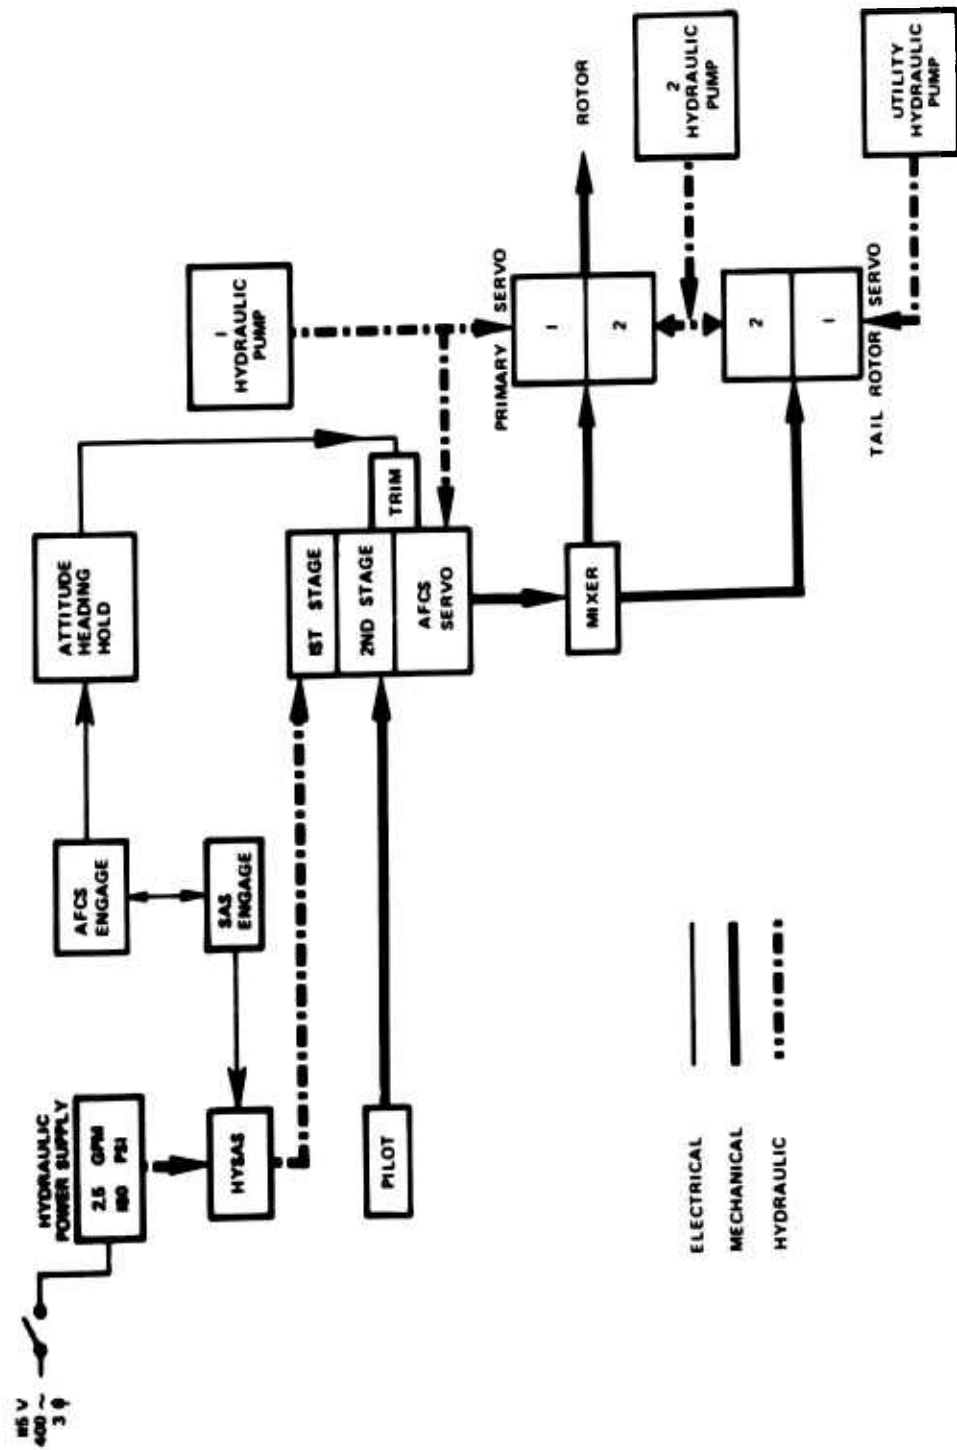 115 V
400 ~
3 φ
HYDRAULIC
POWER SUPPLY
2.5 GPM
180 PSI
HYSAS
AFCS
ENGAGE
SAS
ENGAGE
ATTITUDE
HEADING
HOLD
PILOT
1ST STAGE
2ND STAGE
AFCS
SERVO
TRIM
1
HYDRAULIC
PUMP
MIXER
PRIMARY SERVO
1
2
ROTOR
2
HYDRAULIC
PUMP
2
1
TAIL ROTOR SERVO
UTILITY
HYDRAULIC
PUMP
ELECTRICAL
MECHANICAL
HYDRAULIC